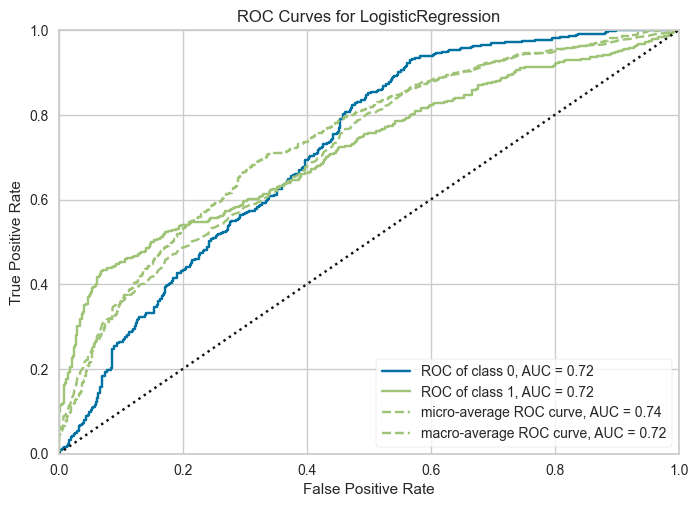 ROC Curves for LogisticRegression
True Positive Rate
1.0
0.8
0.6
0.4
0.2
0.0
ROC of class 0, AUC = 0.72
ROC of class 1, AUC = 0.72
micro-average ROC curve, AUC = 0.74
macro-average ROC curve, AUC = 0.72
0.0 0.2 0.4 0.6 0.8 1.0
False Positive Rate